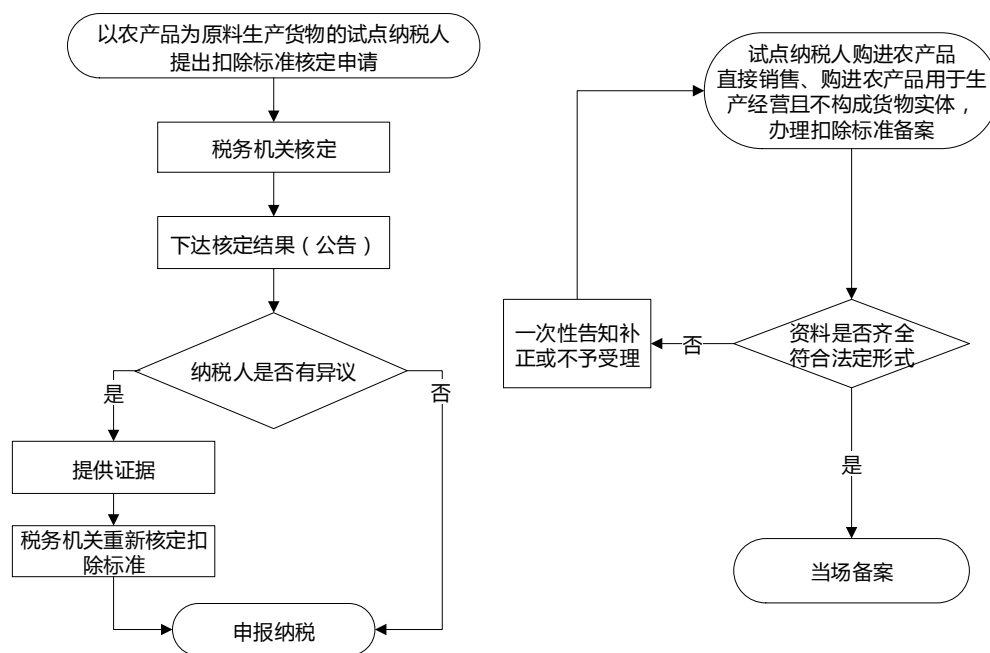 以农产品为原料生产货物的试点纳税人
提出扣除标准核定申请
税务机关核定
下达核定结果（公告）
纳税人是否有异议
是
否
提供证据
税务机关重新核定扣
除标准
申报纳税
试点纳税人购进农产品
直接销售、购进农产品用于生
产经营且不构成货物实体，
办理扣除标准备案
资料是否齐全
符合法定形式
否
一次性告知补
正或不予受理
是
当场备案